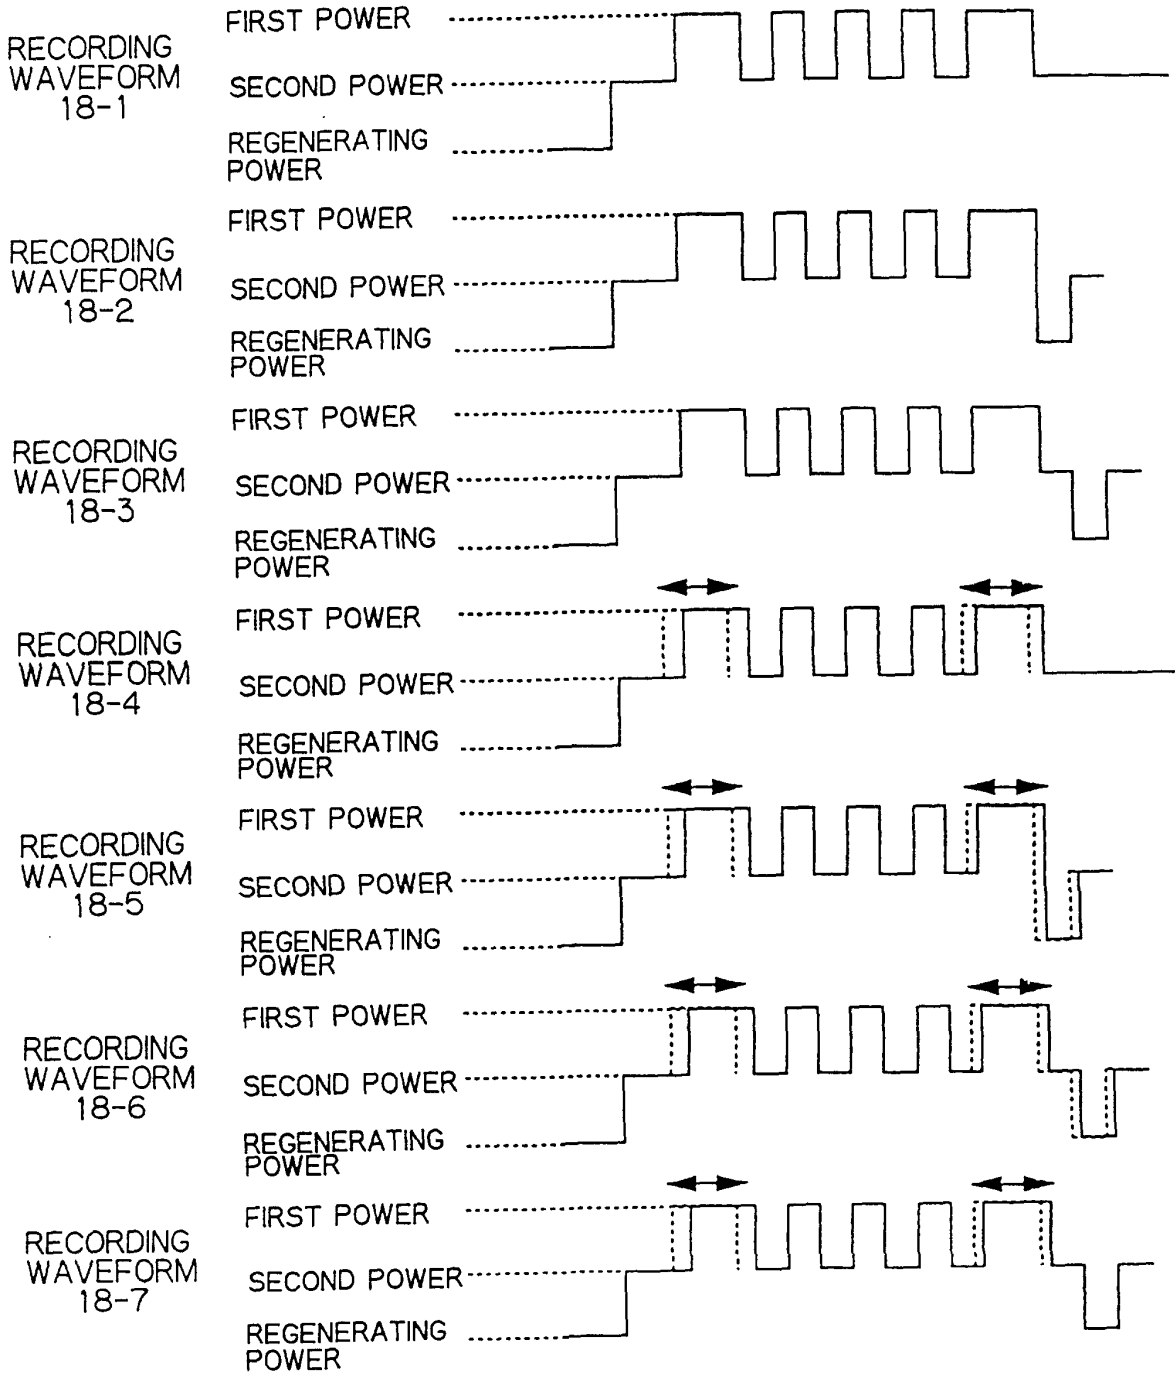 FIRST POWER
RECORDING
WAVEFORM
18-1
SECOND POWER
REGENERATING
POWER
FIRST POWER
RECORDING
WAVEFORM
18-2
SECOND POWER
REGENERATING
POWER
FIRST POWER
RECORDING
WAVEFORM
18-3
SECOND POWER
REGENERATING
POWER
FIRST POWER
RECORDING
WAVEFORM
18-4
SECOND POWER
REGENERATING
POWER
FIRST POWER
RECORDING
WAVEFORM
18-5
SECOND POWER
REGENERATING
POWER
FIRST POWER
RECORDING
WAVEFORM
18-6
SECOND POWER
REGENERATING
POWER
FIRST POWER
RECORDING
WAVEFORM
18-7
SECOND POWER
REGENERATING
POWER